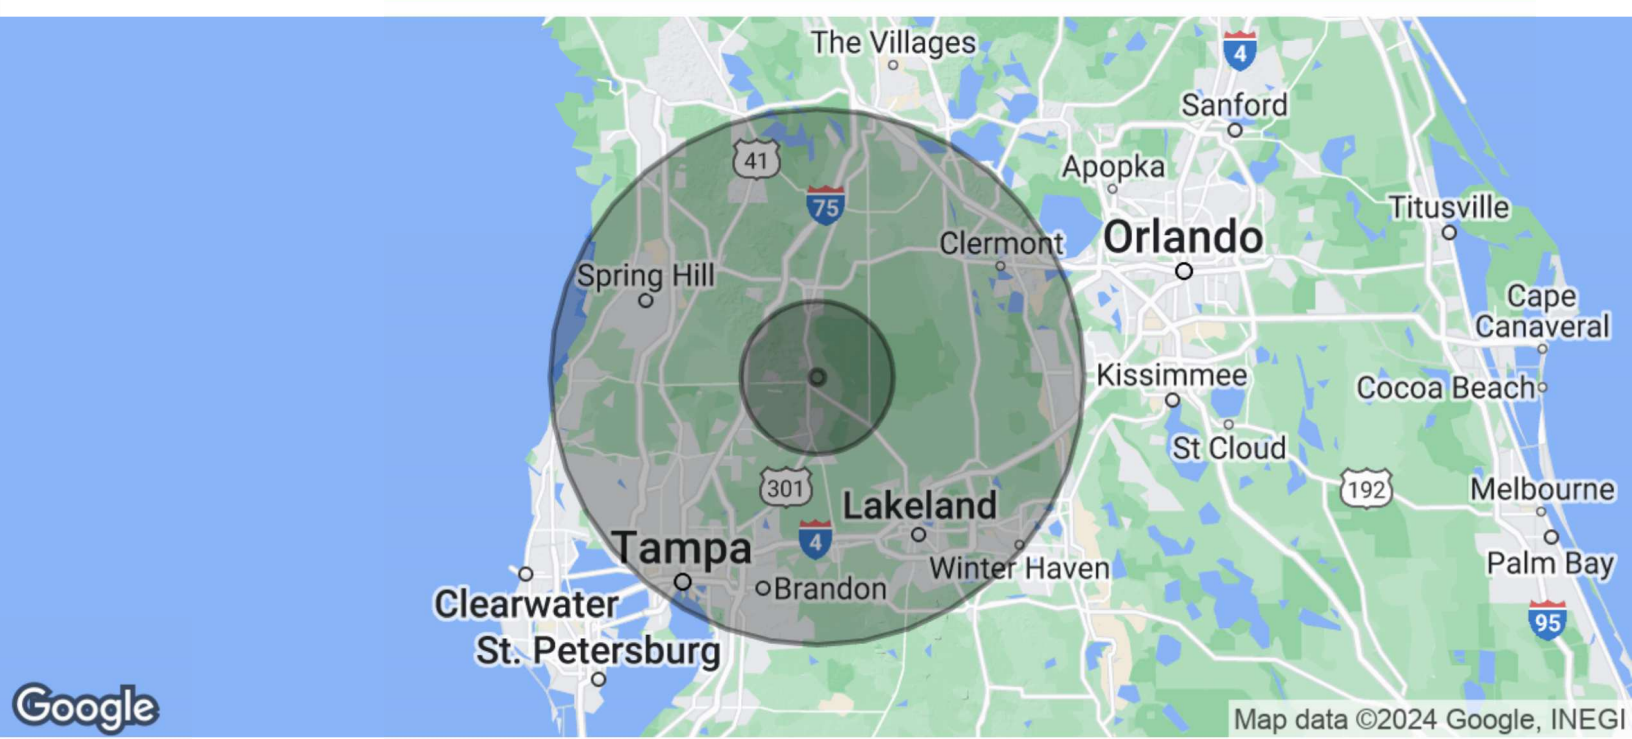 The Villages
4
Sanford
41
Apopka
75
Titusville
Clermont
Orlando
Spring Hill
Cape
Canaveral
Kissimmee
Cocoa Beach
St Cloud
301
Lakeland
192
Melbourne
4
Tampa
Winter Haven
Palm Bay
Brandon
Clearwater
St. Petersburg
95
Google
Map data ©2024 Google, INEGI